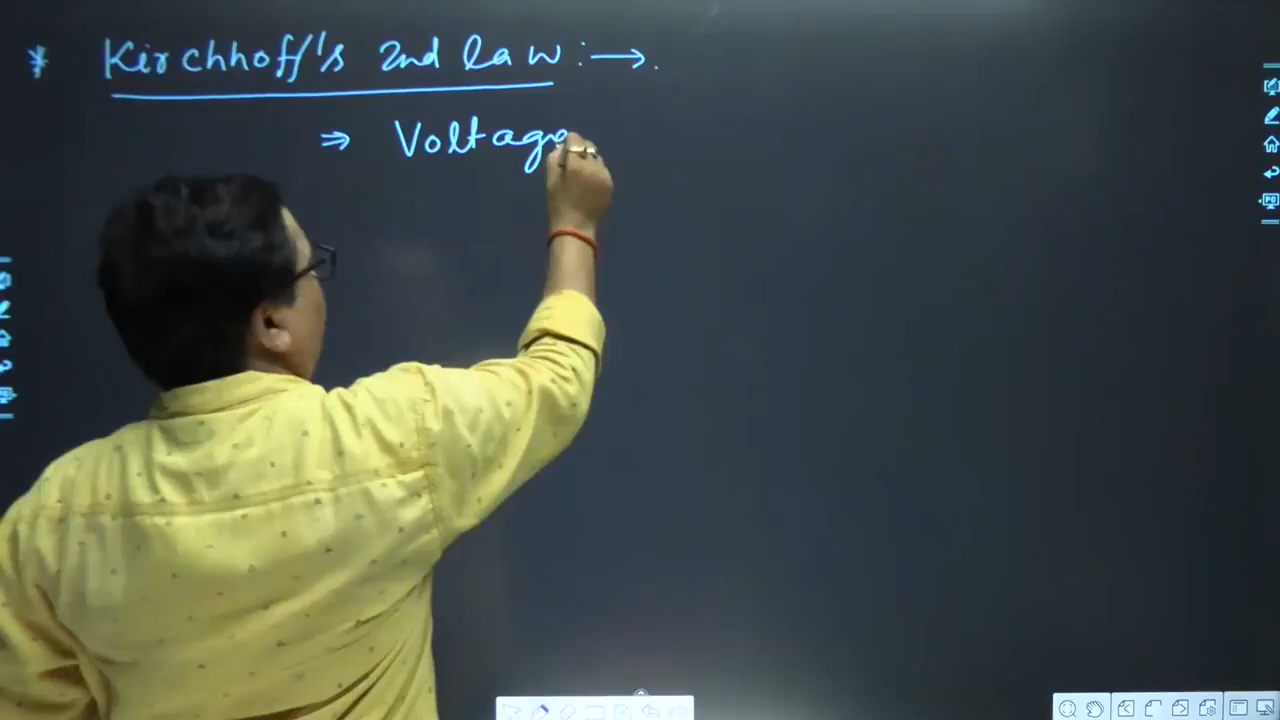 * Kirchhoff's 2nd law :→.
⇒ Voltage